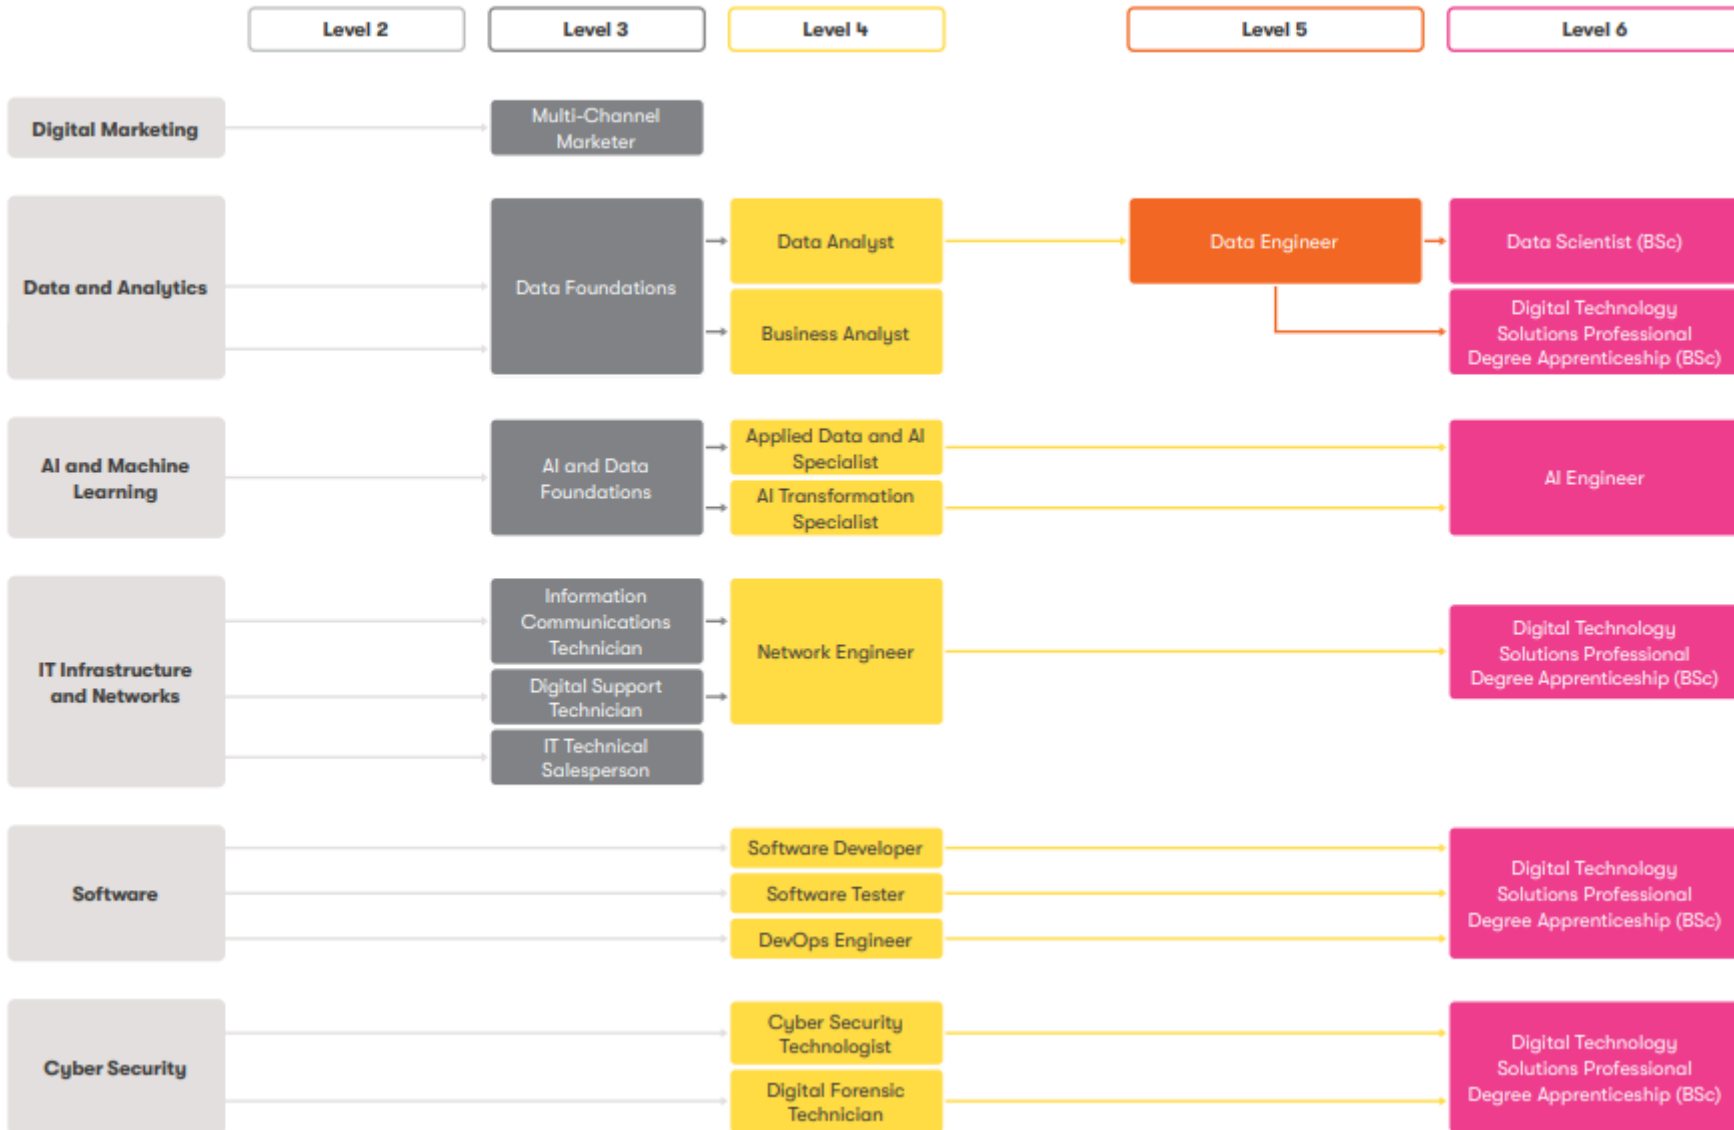 Level 2
Level 3
Level 4
Level 5
Level 6
Digital Marketing
Multi-Channel
Marketer
Data and Analytics
Data Foundations
Data Analyst
Business Analyst
Data Engineer
Data Scientist (BSc)
Digital Technology
Solutions Professional
Degree Apprenticeship (BSc)
AI and Machine
Learning
AI and Data
Foundations
Applied Data and AI
Specialist
AI Transformation
Specialist
AI Engineer
IT Infrastructure
and Networks
Information
Communications
Technician
Digital Support
Technician
IT Technical
Salesperson
Network Engineer
Digital Technology
Solutions Professional
Degree Apprenticeship (BSc)
Software
Software Developer
Software Tester
DevOps Engineer
Digital Technology
Solutions Professional
Degree Apprenticeship (BSc)
Cyber Security
Cyber Security
Technologist
Digital Forensic
Technician
Digital Technology
Solutions Professional
Degree Apprenticeship (BSc)